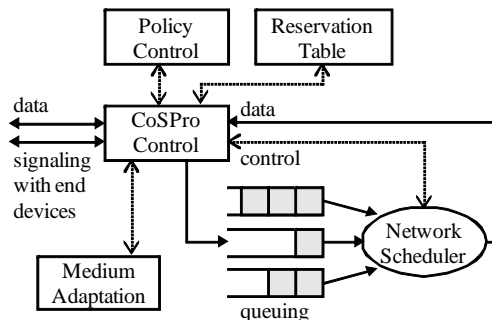 Policy
Control
Reservation
Table
data
CoSPro
Control
data
signaling
with end
devices
control
Network
Scheduler
Medium
Adaptation
queuing